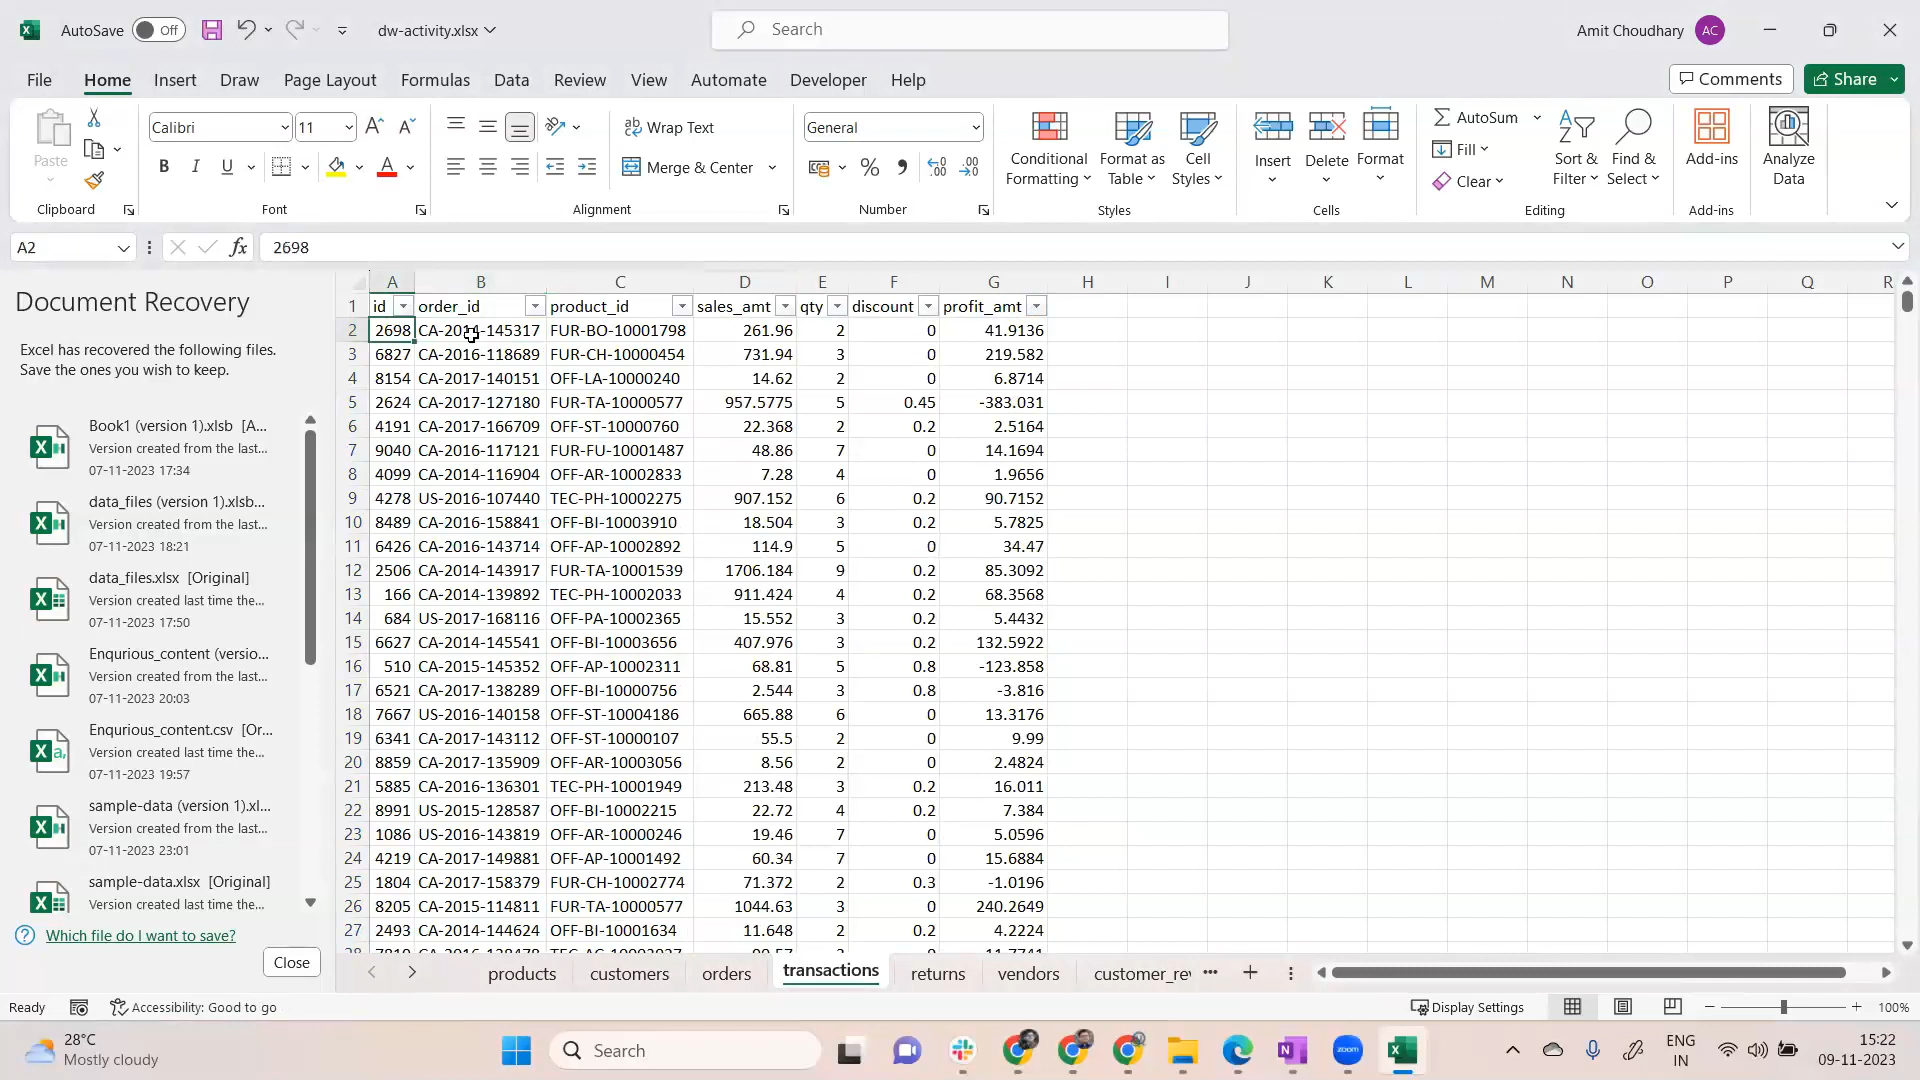 AutoSave Off dw-activity.xlsx Search Amit Choudhary AC
File Home Insert Draw Page Layout Formulas Data Review View Automate Developer Help Comments Share
Paste Calibri 11 B I U Wrap Text Merge & Center General Conditional Formatting Format as Table Cell Styles Insert Delete Format AutoSum Fill Clear Sort & Filter Find & Select Add-ins Analyze Data
Clipboard Font Alignment Number Styles Cells Editing Add-ins
A2 fx 2698
Document Recovery
Excel has recovered the following files.
Save the ones you wish to keep.
Book1 (version 1).xlsb [A...
Version created from the last...
07-11-2023 17:34
data_files (version 1).xlsb...
Version created from the last...
07-11-2023 18:21
data_files.xlsx [Original]
Version created last time the...
07-11-2023 17:50
Enqurious_content (versio...
Version created from the last...
07-11-2023 20:03
Enqurious_content.csv [Or...
Version created last time the...
07-11-2023 19:57
sample-data (version 1).xl...
Version created from the last...
07-11-2023 23:01
sample-data.xlsx [Original]
Version created last time the...
Which file do I want to save?
Close
A B C D E F G H I J K L M N O P Q R
1 id order_id product_id sales_amt qty discount profit_amt
2 2698 CA-2014-145317 FUR-BO-10001798 261.96 2 0 41.9136
3 6827 CA-2016-118689 FUR-CH-10000454 731.94 3 0 219.582
4 8154 CA-2017-140151 OFF-LA-10000240 14.62 2 0 6.8714
5 2624 CA-2017-127180 FUR-TA-10000577 957.5775 5 0.45 -383.031
6 4191 CA-2017-166709 OFF-ST-10000760 22.368 2 0.2 2.5164
7 9040 CA-2016-117121 FUR-FU-10001487 48.86 7 0 14.1694
8 4099 CA-2014-116904 OFF-AR-10002833 7.28 4 0 1.9656
9 4278 US-2016-107440 TEC-PH-10002275 907.152 6 0.2 90.7152
10 8489 CA-2016-158841 OFF-BI-10003910 18.504 3 0.2 5.7825
11 6426 CA-2016-143714 OFF-AP-10002892 114.9 5 0 34.47
12 2506 CA-2014-143917 FUR-TA-10001539 1706.184 9 0.2 85.3092
13 166 CA-2014-139892 TEC-PH-10002033 911.424 4 0.2 68.3568
14 684 US-2017-168116 OFF-PA-10002365 15.552 3 0.2 5.4432
15 6627 CA-2014-145541 OFF-BI-10003656 407.976 3 0.2 132.5922
16 510 CA-2015-145352 OFF-AP-10002311 68.81 5 0.8 -123.858
17 6521 CA-2017-138289 OFF-BI-10000756 2.544 3 0.8 -3.816
18 7667 US-2016-140158 OFF-ST-10004186 665.88 6 0 13.3176
19 6341 CA-2017-143112 OFF-ST-10000107 55.5 2 0 9.99
20 8859 CA-2017-135909 OFF-AR-10003056 8.56 2 0 2.4824
21 5885 CA-2016-136301 TEC-PH-10001949 213.48 3 0.2 16.011
22 8991 US-2015-128587 OFF-BI-10002215 22.72 4 0.2 7.384
23 1086 US-2016-143819 OFF-AR-10000246 19.46 7 0 5.0596
24 4219 CA-2017-149881 OFF-AP-10001492 60.34 7 0 15.6884
25 1804 CA-2017-158379 FUR-CH-10002774 71.372 2 0.3 -1.0196
26 8205 CA-2015-114811 FUR-TA-10000577 1044.63 3 0 240.2649
27 2493 CA-2014-144624 OFF-BI-10001634 11.648 2 0.2 4.2224
28
products customers orders transactions returns vendors customer_rev ...
Ready Accessibility: Good to go Display Settings 100%
28°C
Mostly cloudy
Search
zoom
ENG
IN
15:22
09-11-2023